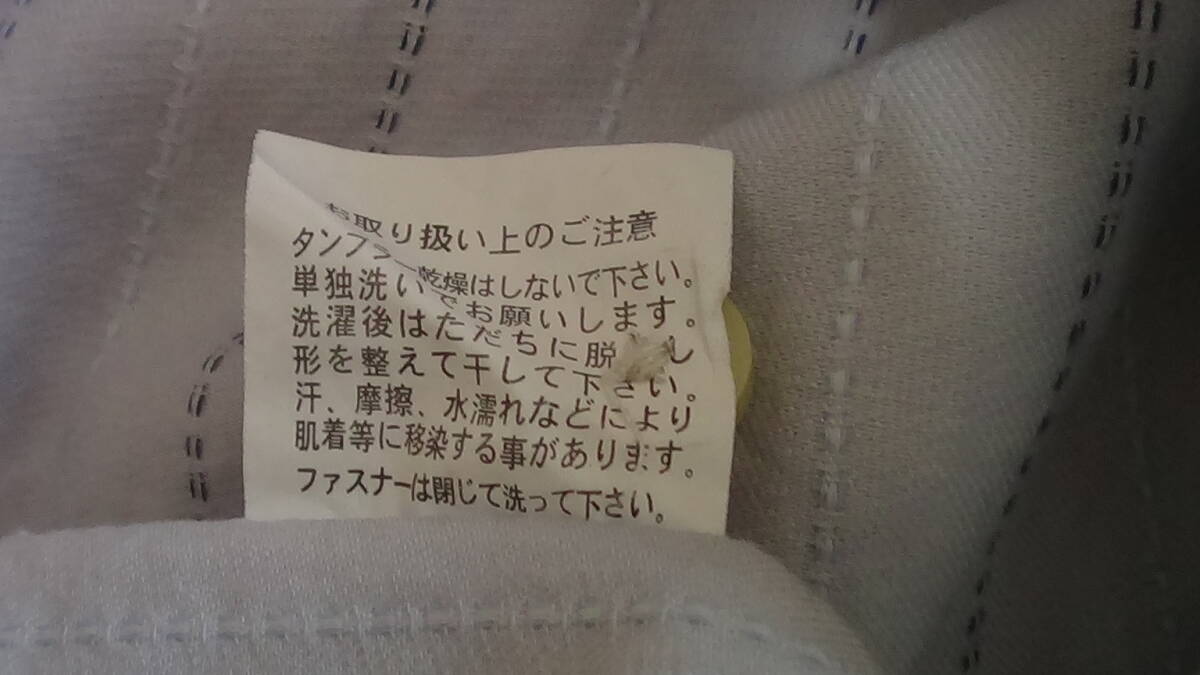 お取り扱い上のご注意
タンブラー乾燥はしないで下さい。
単独洗いでお願いします。
洗濯後はただちに脱 し
形を整えて干して下さい。
汗、摩擦、水濡れなどにより
肌着等に移染する事があります。
ファスナーは閉じて洗って下さい。